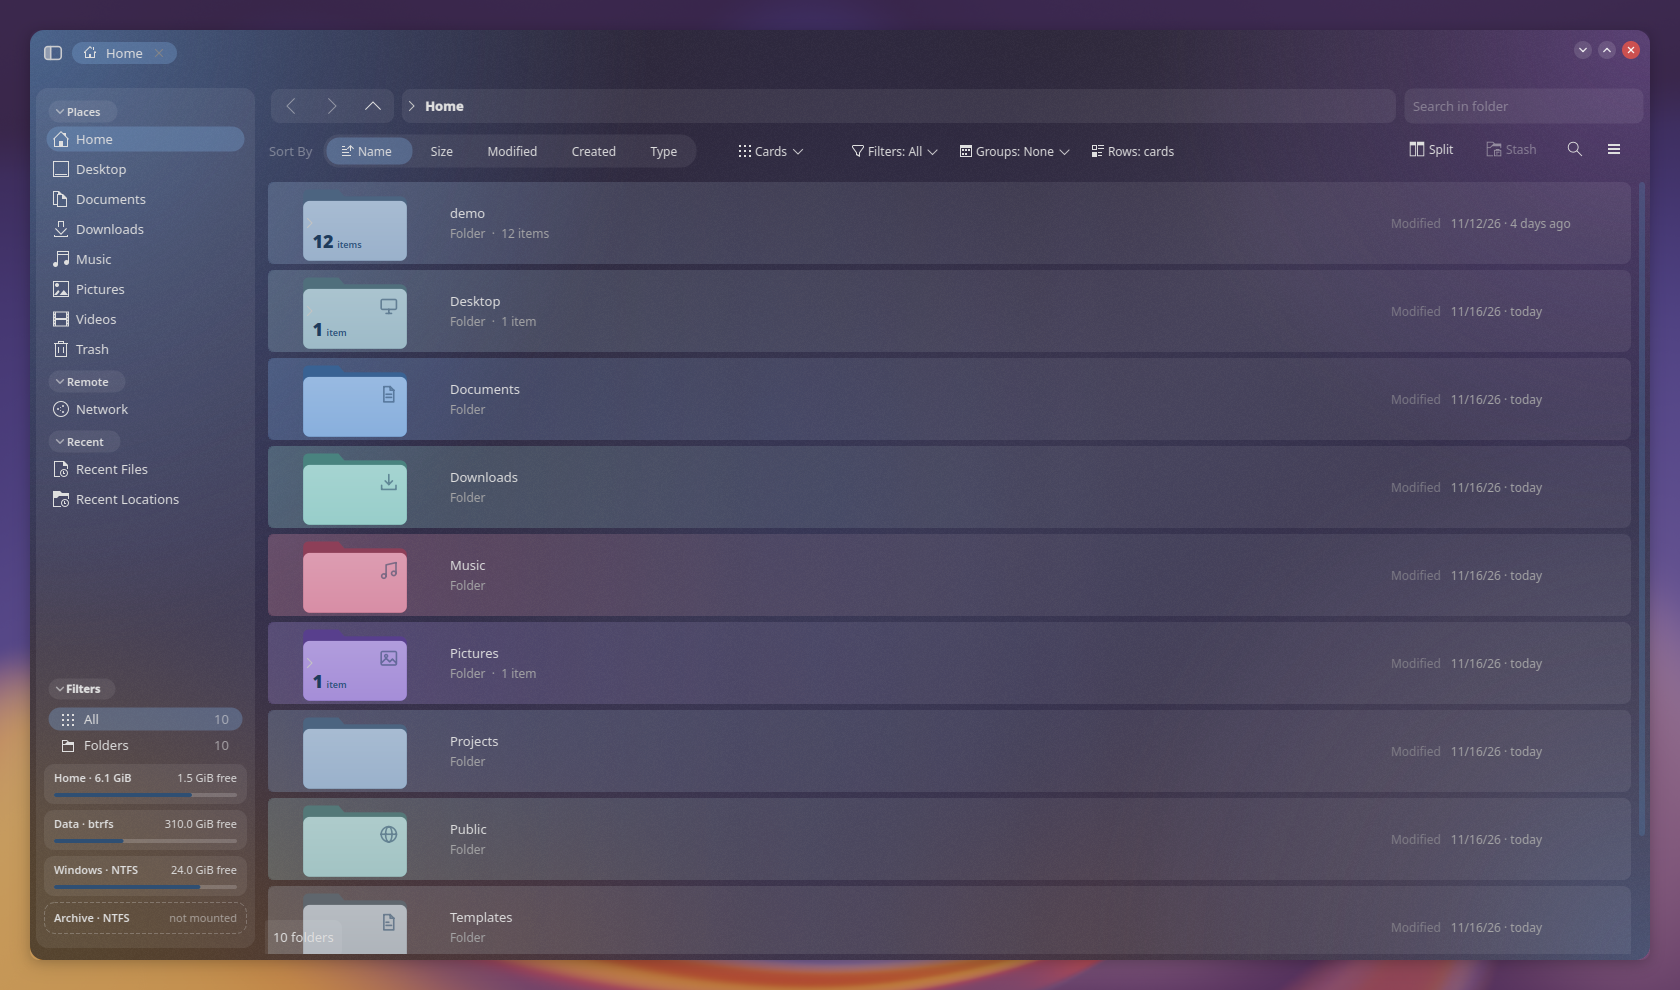 Home
Places
Home
Desktop
Documents
Downloads
Music
Pictures
Videos
Trash
Remote
Network
Recent
Recent Files
Recent Locations
Filters
All 10
Folders 10
Home · 6.1 GiB 1.5 GiB free
Data · btrfs 310.0 GiB free
Windows · NTFS 24.0 GiB free
Archive · NTFS not mounted
Home
Search in folder
Sort By Name Size Modified Created Type Cards Filters: All Groups: None Rows: cards Split Stash
12 items
demo
Folder · 12 items
Modified 11/12/26 · 4 days ago
1 item
Desktop
Folder · 1 item
Modified 11/16/26 · today
Documents
Folder
Modified 11/16/26 · today
Downloads
Folder
Modified 11/16/26 · today
Music
Folder
Modified 11/16/26 · today
1 item
Pictures
Folder · 1 item
Modified 11/16/26 · today
Projects
Folder
Modified 11/16/26 · today
Public
Folder
Modified 11/16/26 · today
Templates
Folder
Modified 11/16/26 · today
10 folders